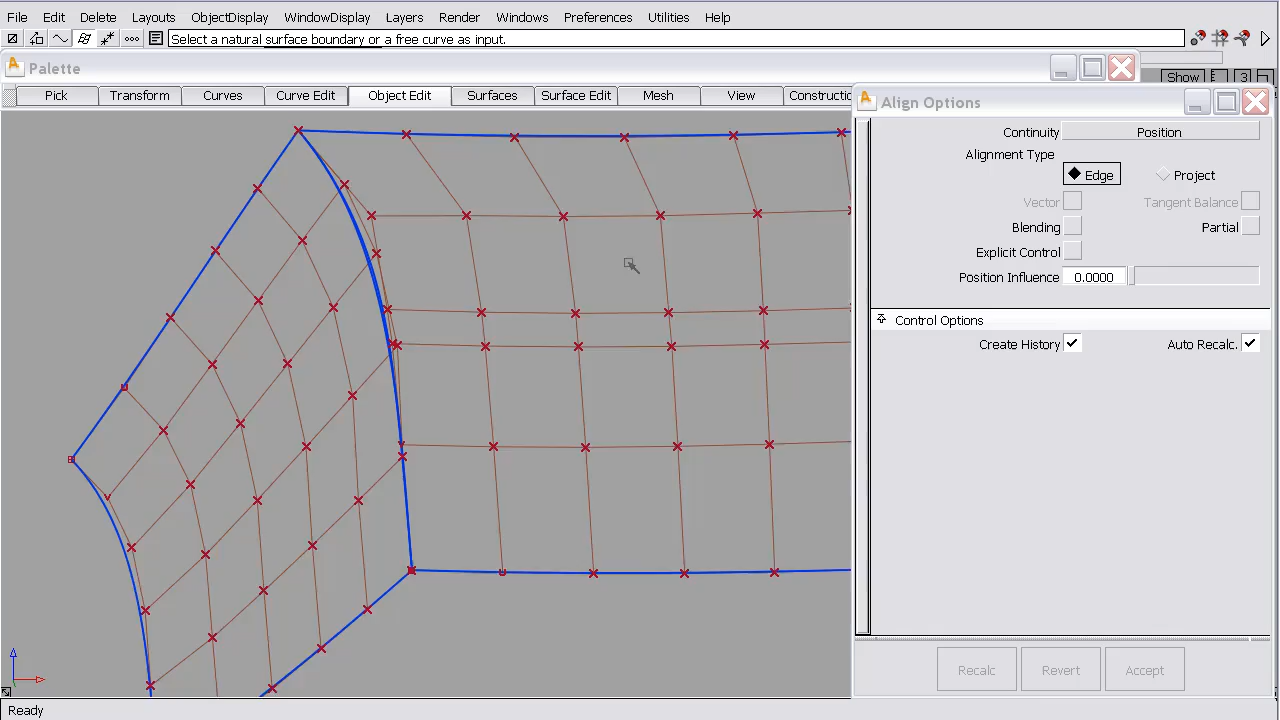 File Edit Delete Layouts ObjectDisplay WindowDisplay Layers Render Windows Preferences Utilities Help
Select a natural surface boundary or a free curve as input.
Palette
Show 3
Pick Transform Curves Curve Edit Object Edit Surfaces Surface Edit Mesh View
Align Options
Continuity Position
Alignment Type
Edge Project
Vector Tangent Balance
Blending Partial
Explicit Control
Position Influence 0.0000
Control Options
Create History Auto Recalc.
Recalc Revert Accept
Ready